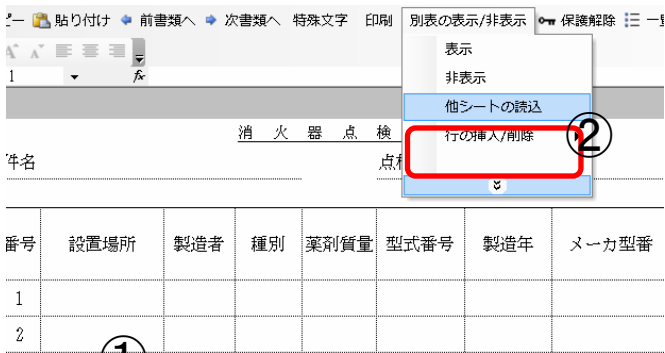 ピー 貼り付け 前書類へ 次書類へ 特殊文字 印刷 別表の表示/非表示 保護解除 一
表示
1 fx 非表示
他シートの読込
消火器点検 行の挿入/削除 ②
件名 点検
番号 設置場所 製造者 種別 薬剤質量 型式番号 製造年 メーカ型番
1
2
①